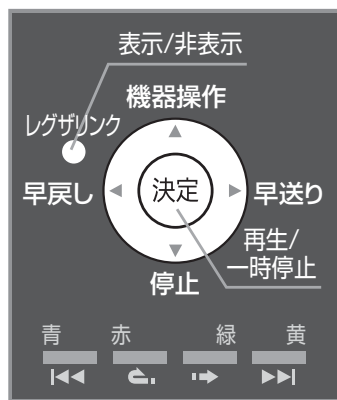 表示/非表示
機器操作
レグザリンク
早戻し
決定
早送り
再生/
一時停止
停止
青 赤 緑 黄